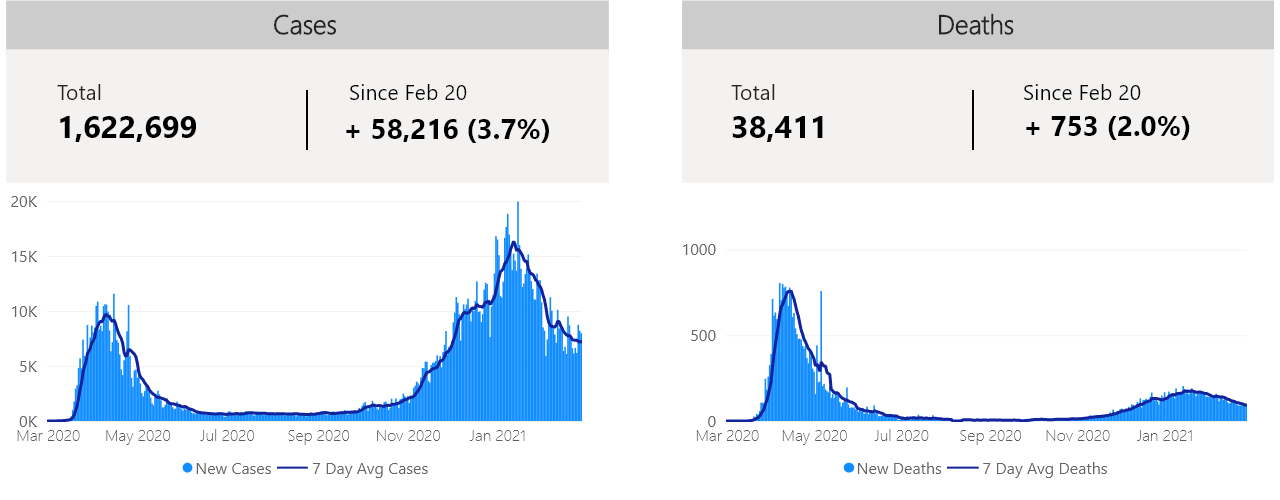 Cases
Total
Since Feb 20
1,622,699
+ 58,216 (3.7%)
20K
15K
10K
5K
0K
Mar 2020 May 2020 Jul 2020 Sep 2020 Nov 2020 Jan 2021
New Cases 7 Day Avg Cases
Deaths
Total
Since Feb 20
38,411
+ 753 (2.0%)
1000
500
0
Mar 2020 May 2020 Jul 2020 Sep 2020 Nov 2020 Jan 2021
New Deaths 7 Day Avg Deaths